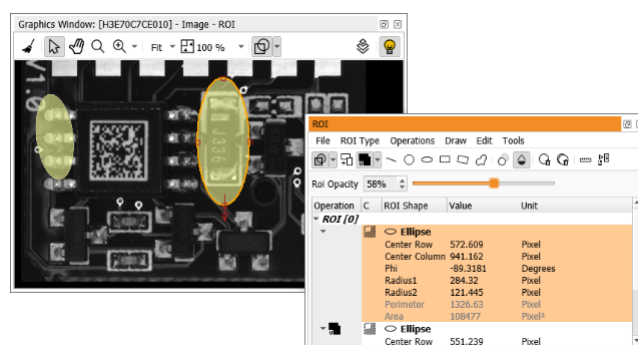 Graphics Window: [H3E70C7CE010] - Image - ROI
Fit
100 %
V1.0
J336
ROI
File ROI Type Operations Draw Edit Tools
Roi Opacity 58%
Operation C ROI Shape Value Unit
ROI [0]
Ellipse
Center Row 572.609 Pixel
Center Column 941.162 Pixel
Phi -89.3181 Degrees
Radius1 284.32 Pixel
Radius2 121.445 Pixel
Perimeter 1326.63 Pixel
Area 108477 Pixel²
Ellipse
Center Row 551.239 Pixel